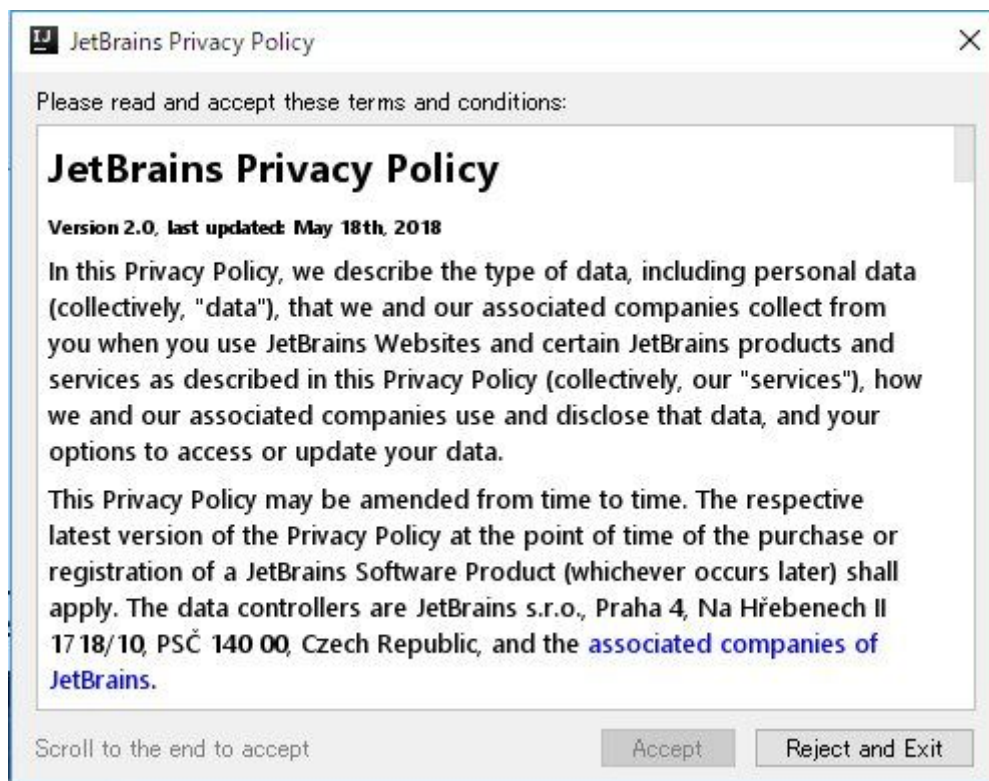 IJ JetBrains Privacy Policy
Please read and accept these terms and conditions:
JetBrains Privacy Policy
Version 2.0, last updated: May 18th, 2018
In this Privacy Policy, we describe the type of data, including personal data
(collectively, "data"), that we and our associated companies collect from
you when you use JetBrains Websites and certain JetBrains products and
services as described in this Privacy Policy (collectively, our "services"), how
we and our associated companies use and disclose that data, and your
options to access or update your data.
This Privacy Policy may be amended from time to time. The respective
latest version of the Privacy Policy at the point of time of the purchase or
registration of a JetBrains Software Product (whichever occurs later) shall
apply. The data controllers are JetBrains s.r.o., Praha 4, Na Hřebenech II
1718/10, PSČ 140 00, Czech Republic, and the associated companies of
JetBrains.
Scroll to the end to accept
Accept
Reject and Exit